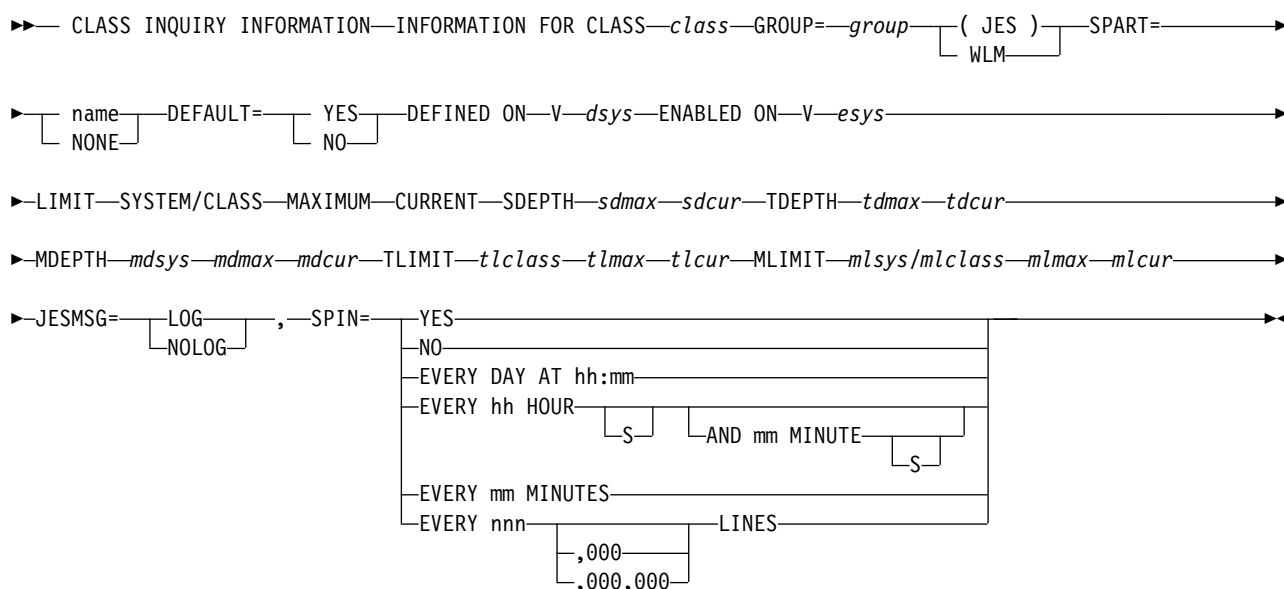 CLASS INQUIRY INFORMATION INFORMATION FOR CLASS class GROUP= group ( JES ) SPART=
WLM
name DEFAULT= YES DEFINED ON V dsys ENABLED ON V esys
NONE NO
LIMIT SYSTEM/CLASS MAXIMUM CURRENT SDEPTH sdmax sdcur TDEPTH tdmax tdcur
MDEPTH mdsys mdmax mdcur TLIMIT tlclass tlmax tlcur MLIMIT mlsys/mlclass mlmax mlcur
JESMSG= LOG , SPIN= YES
NOLOG NO
EVERY DAY AT hh:mm
EVERY hh HOUR
S AND mm MINUTE
S
EVERY mm MINUTES
EVERY nnn LINES
,000
,000,000